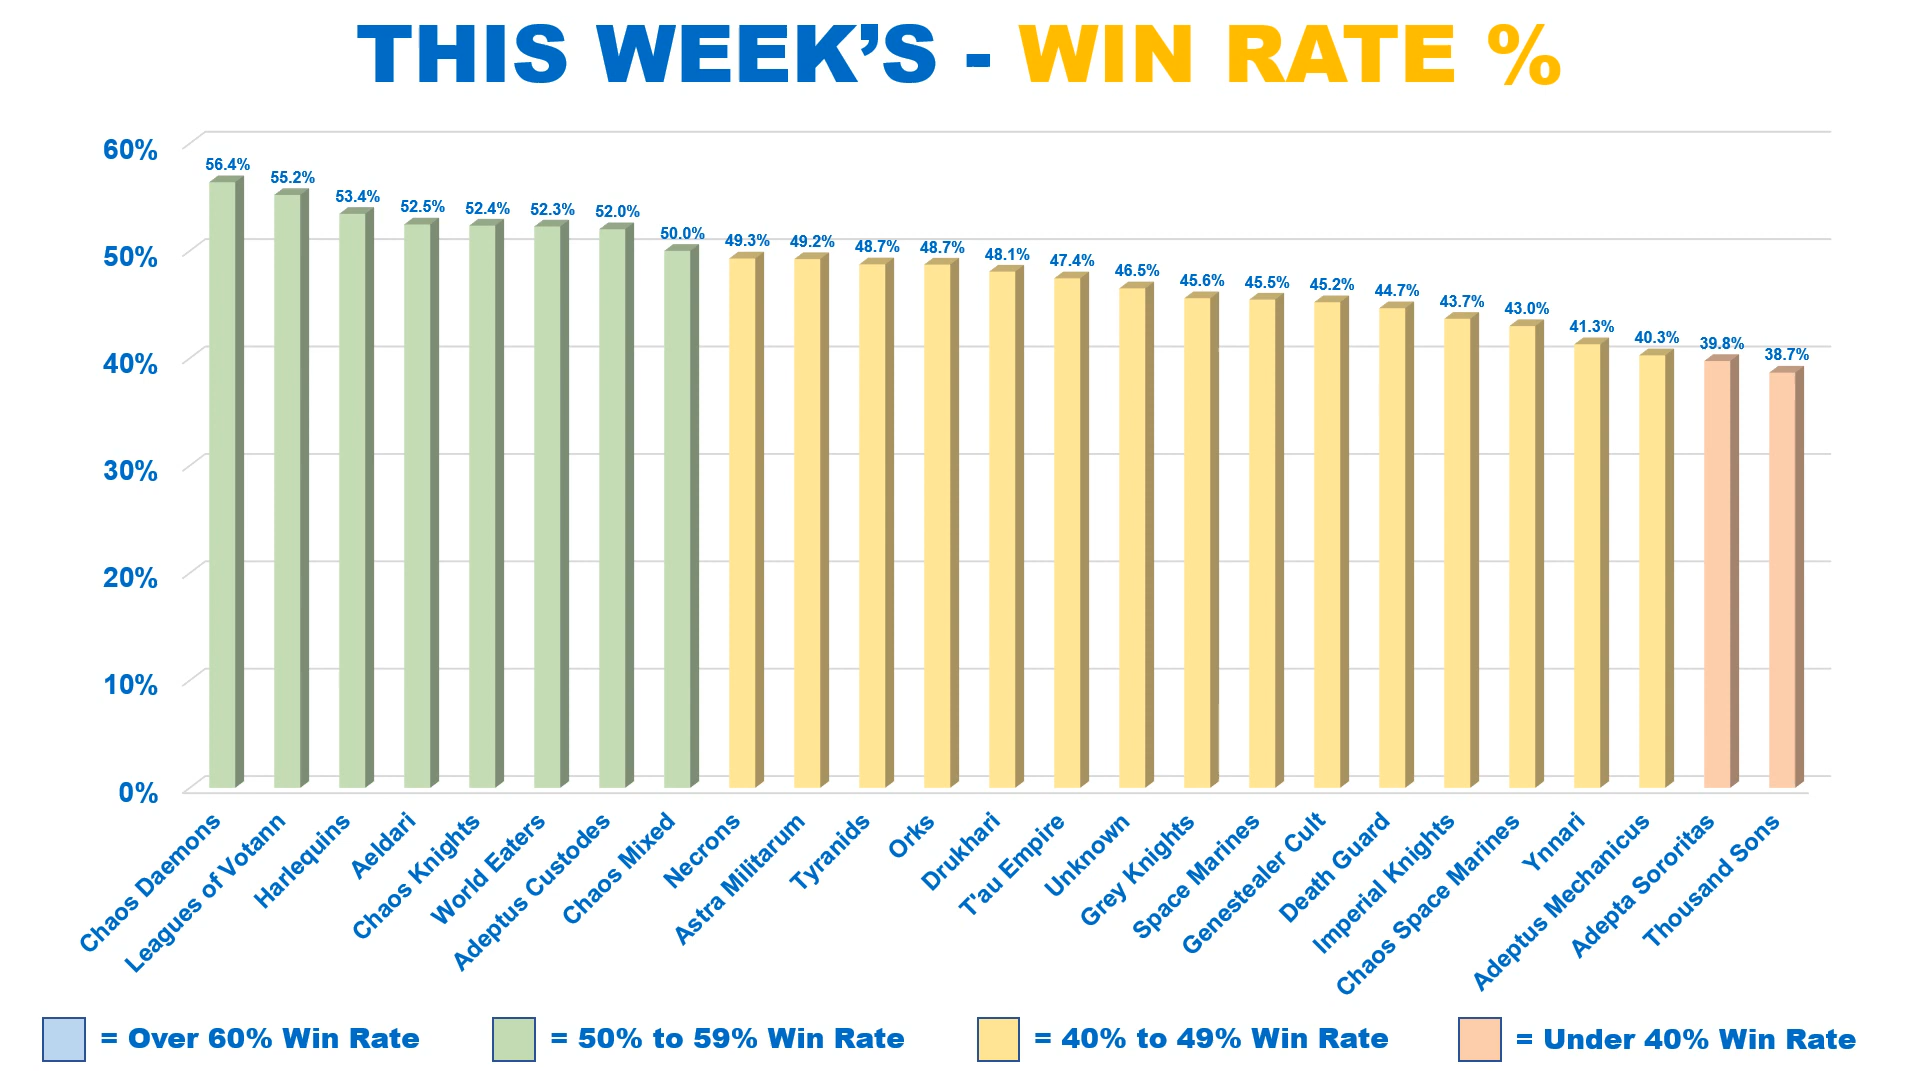 THIS WEEK’S - WIN RATE %
60%
50%
40%
30%
20%
10%
0%
56.4%
55.2%
53.4%
52.5%
52.4%
52.3%
52.0%
50.0%
49.3%
49.2%
48.7%
48.7%
48.1%
47.4%
46.5%
45.6%
45.5%
45.2%
44.7%
43.7%
43.0%
41.3%
40.3%
39.8%
38.7%
Chaos Daemons
Leagues of Votann
Harlequins
Aeldari
Chaos Knights
World Eaters
Adeptus Custodes
Chaos Mixed
Necrons
Astra Militarum
Tyranids
Orks
Drukhari
T'au Empire
Unknown
Grey Knights
Space Marines
Genestealer Cult
Death Guard
Imperial Knights
Chaos Space Marines
Ynnari
Adeptus Mechanicus
Adepta Sororitas
Thousand Sons
= Over 60% Win Rate
= 50% to 59% Win Rate
= 40% to 49% Win Rate
= Under 40% Win Rate